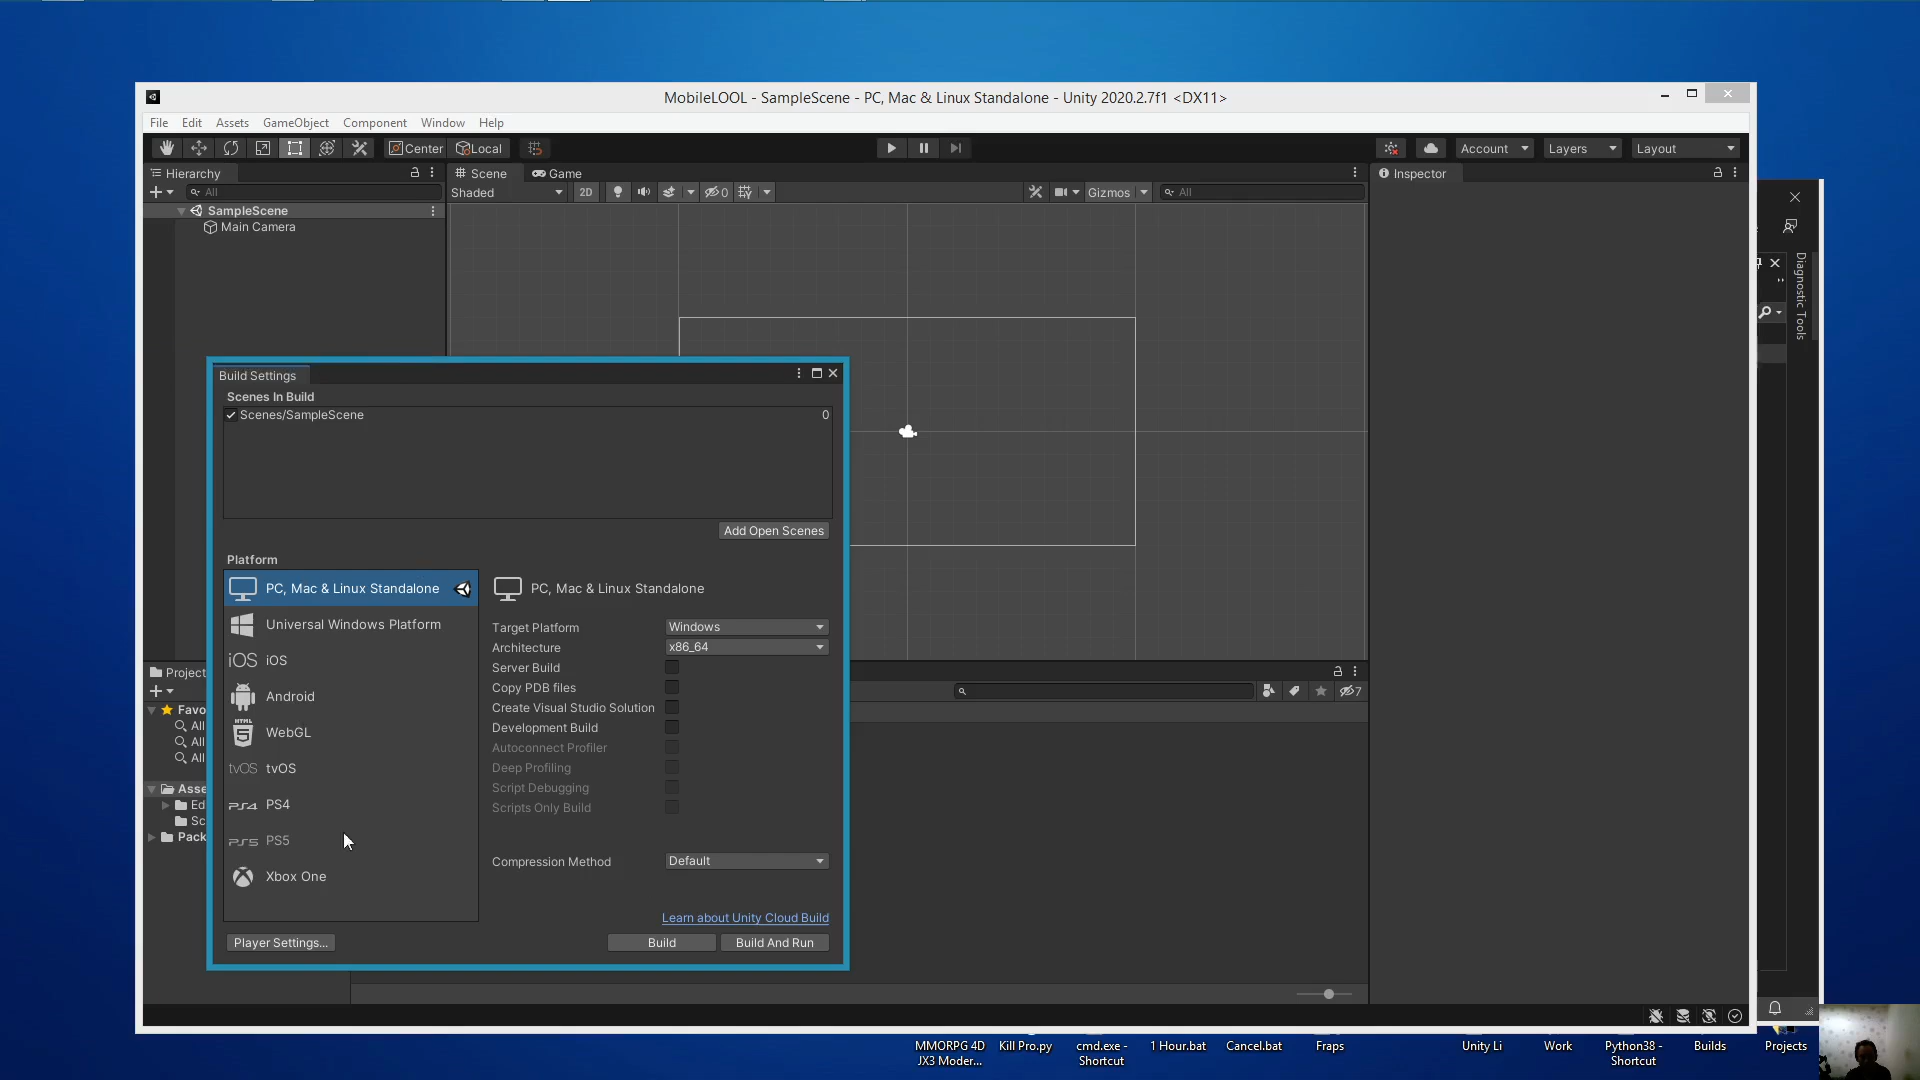 MobileLOOL - SampleScene - PC, Mac & Linux Standalone - Unity 2020.2.7f1 <DX11>
File Edit Assets GameObject Component Window Help
Center Local Account Layers Layout
Hierarchy
All
SampleScene
Main Camera
Scene Game
Shaded 2D 0 Gizmos All
Inspector
Diagnostic Tools
Build Settings
Scenes In Build
Scenes/SampleScene 0
Add Open Scenes
Platform
PC, Mac & Linux Standalone
Universal Windows Platform
iOS iOS
Android
HTML 5 WebGL
tvOS tvOS
PS4 PS4
PS5 PS5
Xbox One
PC, Mac & Linux Standalone
Target Platform Windows
Architecture x86_64
Server Build
Copy PDB files
Create Visual Studio Solution
Development Build
Autoconnect Profiler
Deep Profiling
Script Debugging
Scripts Only Build
Compression Method Default
Learn about Unity Cloud Build
Player Settings... Build Build And Run
Project
Favo
All
All
All
Asse
Ed
Sc
Pack
7
MMORPG 4D JX3 Moder...
Kill Pro.py
cmd.exe - Shortcut
1 Hour.bat
Cancel.bat
Fraps
Unity Li
Work
Python38 - Shortcut
Builds
Projects